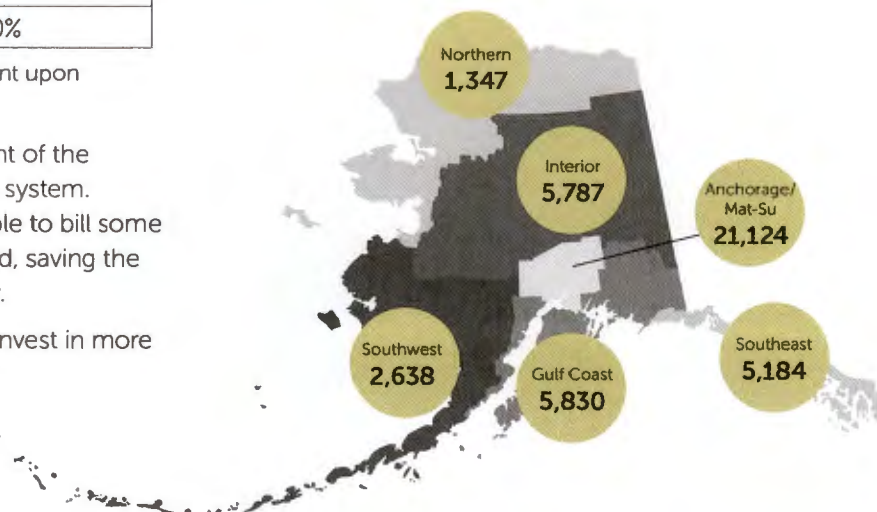 0%
nt upon
nt of the
system.
ble to bill some
d, saving the
nvest in more
Northern
1,347
Interior
5,787
Anchorage/
Mat-Su
21,124
Southwest
2,638
Gulf Coast
5,830
Southeast
5,184